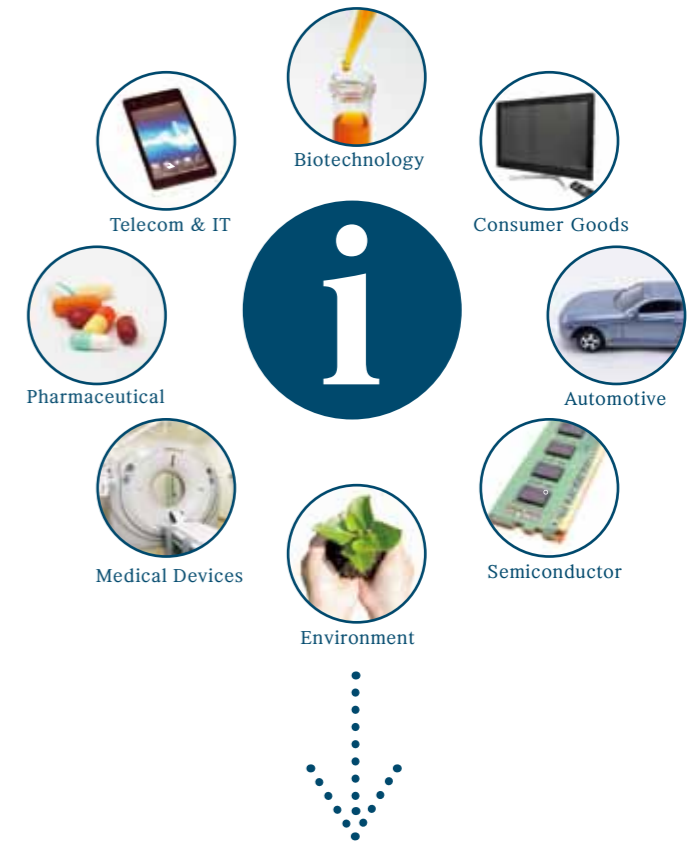 Biotechnology
Telecom & IT
Consumer Goods
i
Pharmaceutical
Automotive
Medical Devices
Semiconductor
Environment